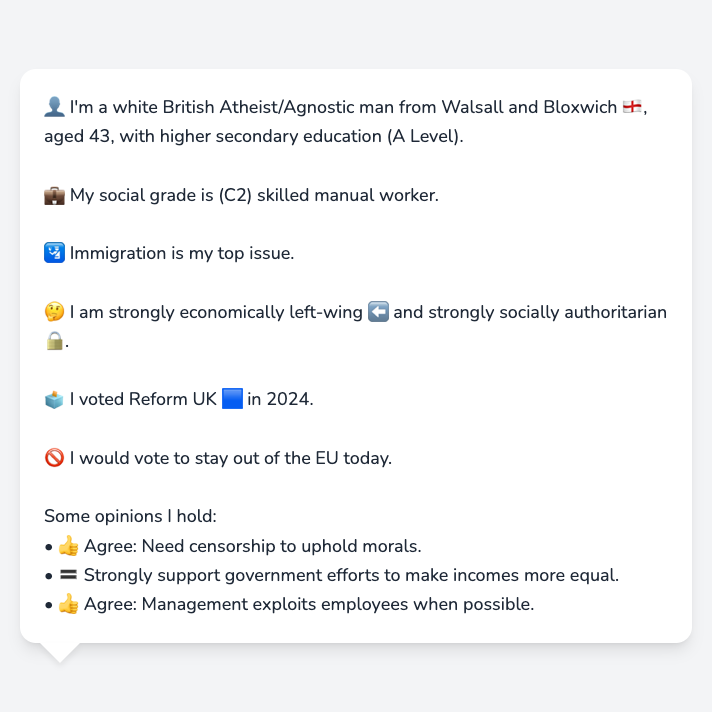 👤 I'm a white British Atheist/Agnostic man from Walsall and Bloxwich 🏴󠁧󠁢󠁥󠁮󠁧󠁿,
aged 43, with higher secondary education (A Level).
💼 My social grade is (C2) skilled manual worker.
🛂 Immigration is my top issue.
🤔 I am strongly economically left-wing ⬅️ and strongly socially authoritarian
🔒.
🗳️ I voted Reform UK 🟦 in 2024.
🚫 I would vote to stay out of the EU today.
Some opinions I hold:
• 👍 Agree: Need censorship to uphold morals.
• 🟰 Strongly support government efforts to make incomes more equal.
• 👍 Agree: Management exploits employees when possible.